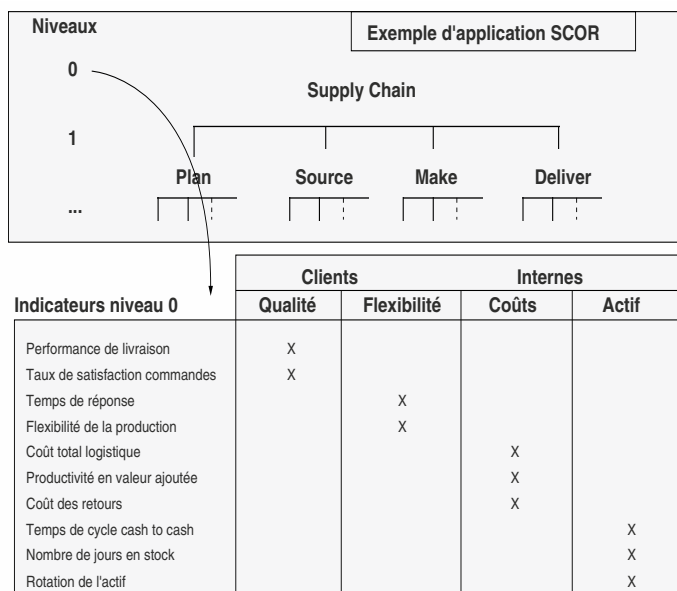 Niveaux
Exemple d'application SCOR
0
Supply Chain
1
Plan Source Make Deliver
...
Clients Internes
Indicateurs niveau 0 Qualité Flexibilité Coûts Actif
Performance de livraison X
Taux de satisfaction commandes X
Temps de réponse X
Flexibilité de la production X
Coût total logistique X
Productivité en valeur ajoutée X
Coût des retours X
Temps de cycle cash to cash X
Nombre de jours en stock X
Rotation de l'actif X